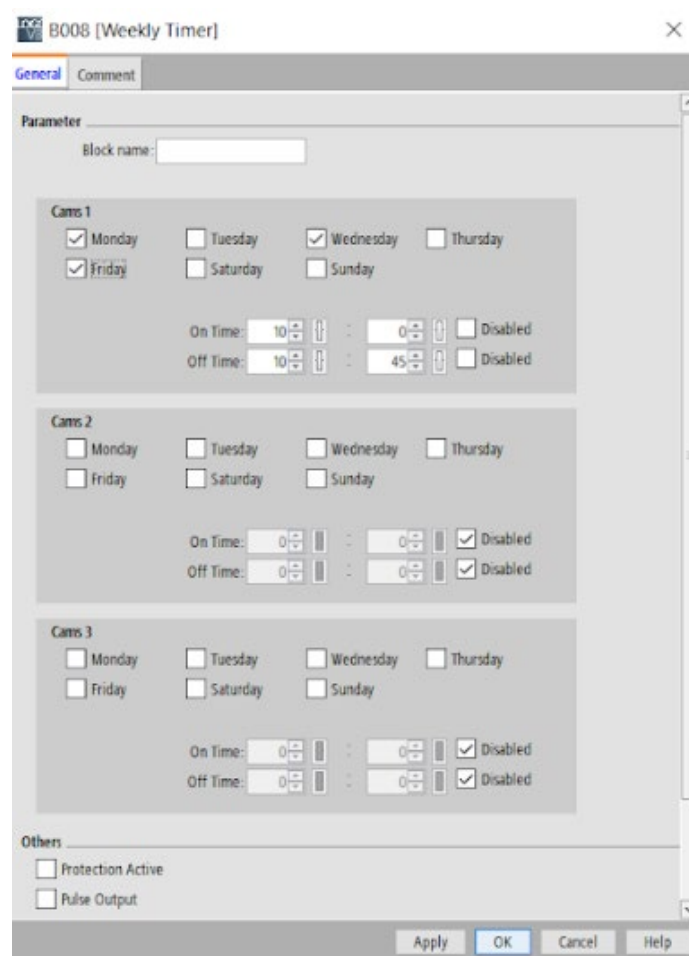 B008 [Weekly Timer]
General Comment
Parameter
Block name:
Cams 1
Monday Tuesday Wednesday Thursday
Friday Saturday Sunday
On Time: 10 : 0 Disabled
Off Time: 10 : 45 Disabled
Cams 2
Monday Tuesday Wednesday Thursday
Friday Saturday Sunday
On Time: 0 : 0 Disabled
Off Time: 0 : 0 Disabled
Cams 3
Monday Tuesday Wednesday Thursday
Friday Saturday Sunday
On Time: 0 : 0 Disabled
Off Time: 0 : 0 Disabled
Others
Protection Active
Pulse Output
Apply OK Cancel Help